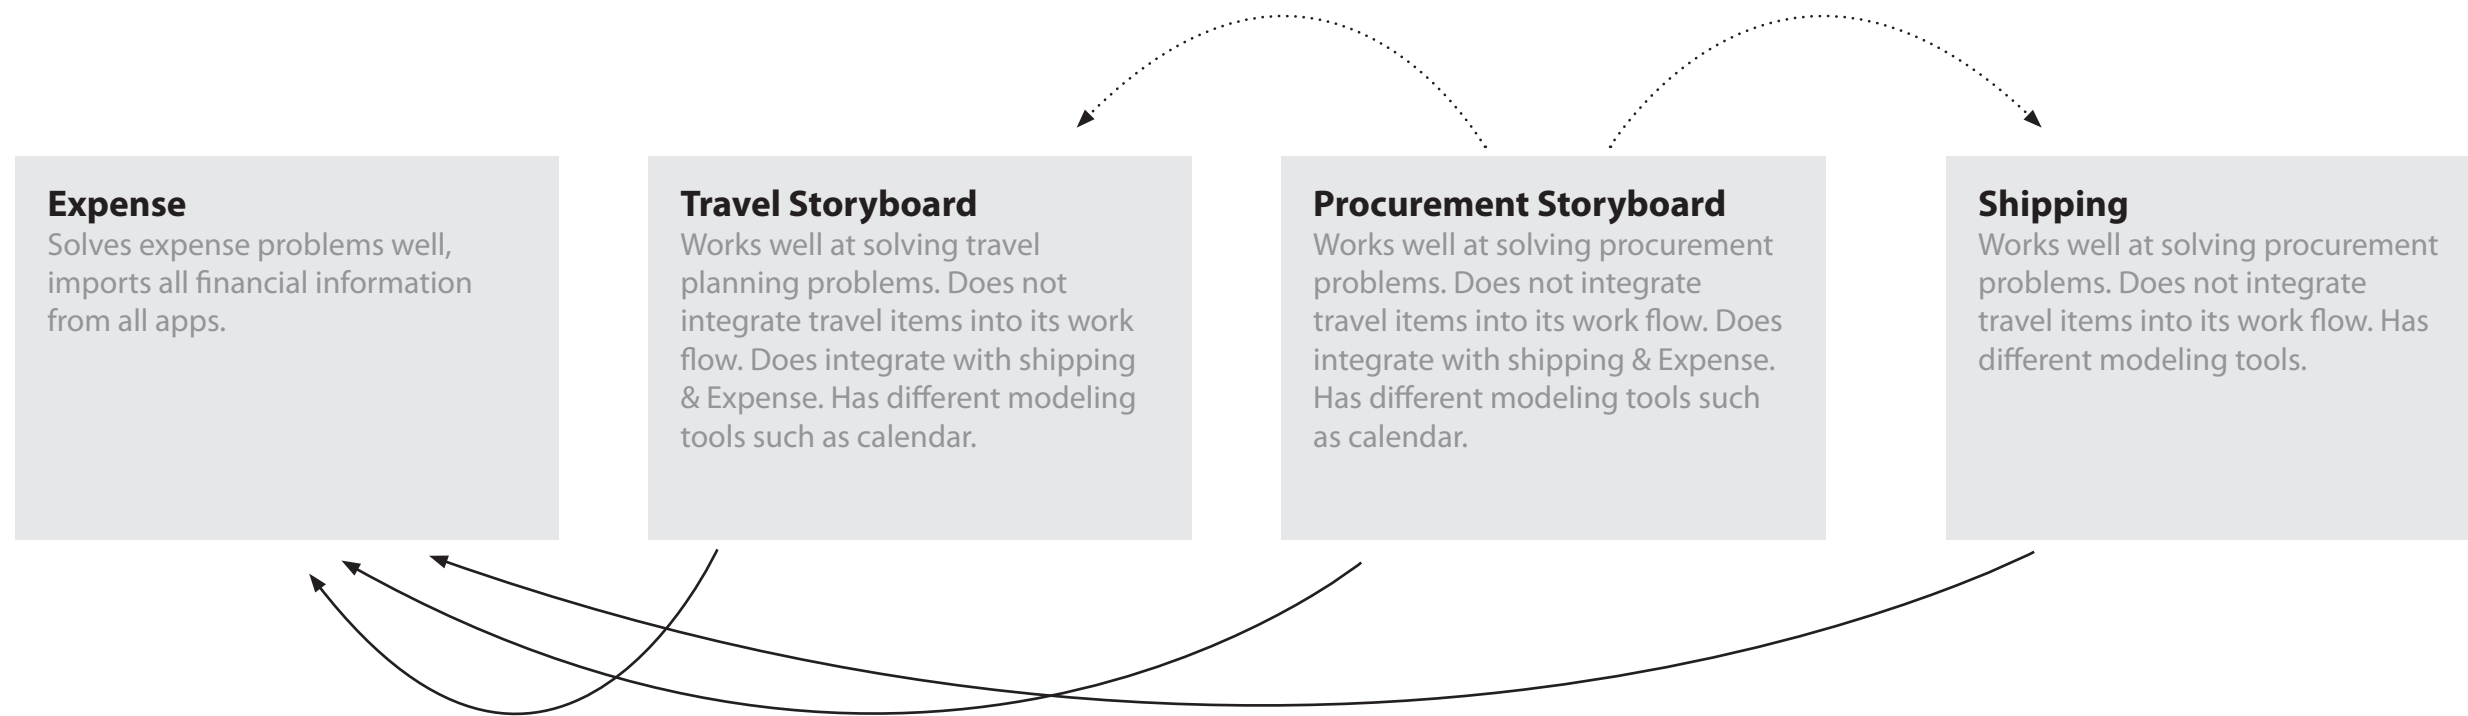 Expense
Solves expense problems well,
imports all financial information
from all apps.
Travel Storyboard
Works well at solving travel
planning problems. Does not
integrate travel items into its work
flow. Does integrate with shipping
& Expense. Has different modeling
tools such as calendar.
Procurement Storyboard
Works well at solving procurement
problems. Does not integrate
travel items into its work flow. Does
integrate with shipping & Expense.
Has different modeling tools such
as calendar.
Shipping
Works well at solving procurement
problems. Does not integrate
travel items into its work flow. Has
different modeling tools.